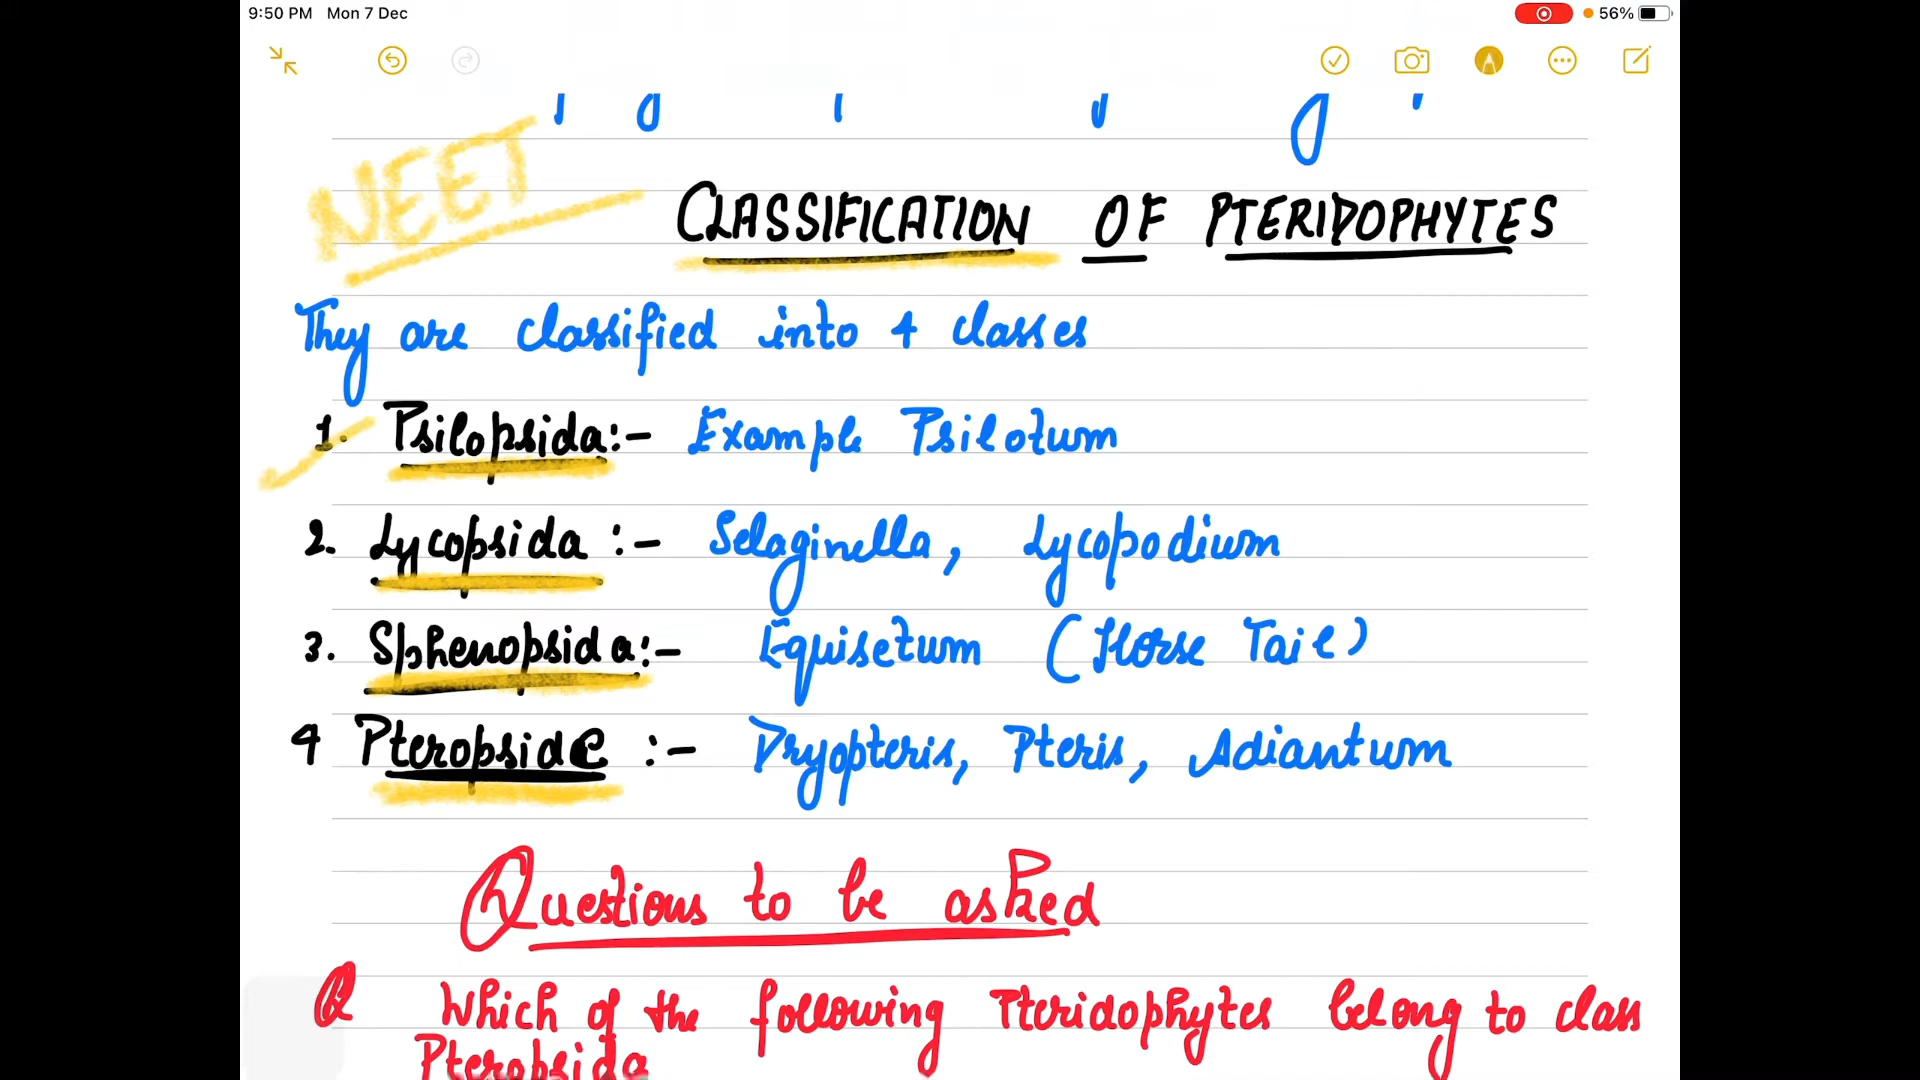 9:50 PM Mon 7 Dec 56%
NEET
CLASSIFICATION OF PTERIDOPHYTES
They are classified into 4 classes
1. Psilopsida:- Example Psilotum
2. Lycopsida :- Selaginella, Lycopodium
3. Sphenopsida:- Equisetum (Horse Tail)
4 Pteropside :- Dryopteris, Pteris, Adiantum
Questions to be asked
Q Which of the following Pteridophytes belong to class
Pteropsida